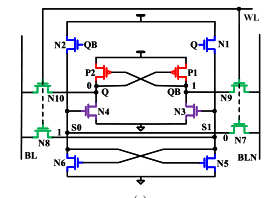 WL
N2 QB Q N1
P2 P1
N10 0 Q QB 1 N9
N4 N3
S0 S1
N8 1 0 N7
BL N6 N5 BLN